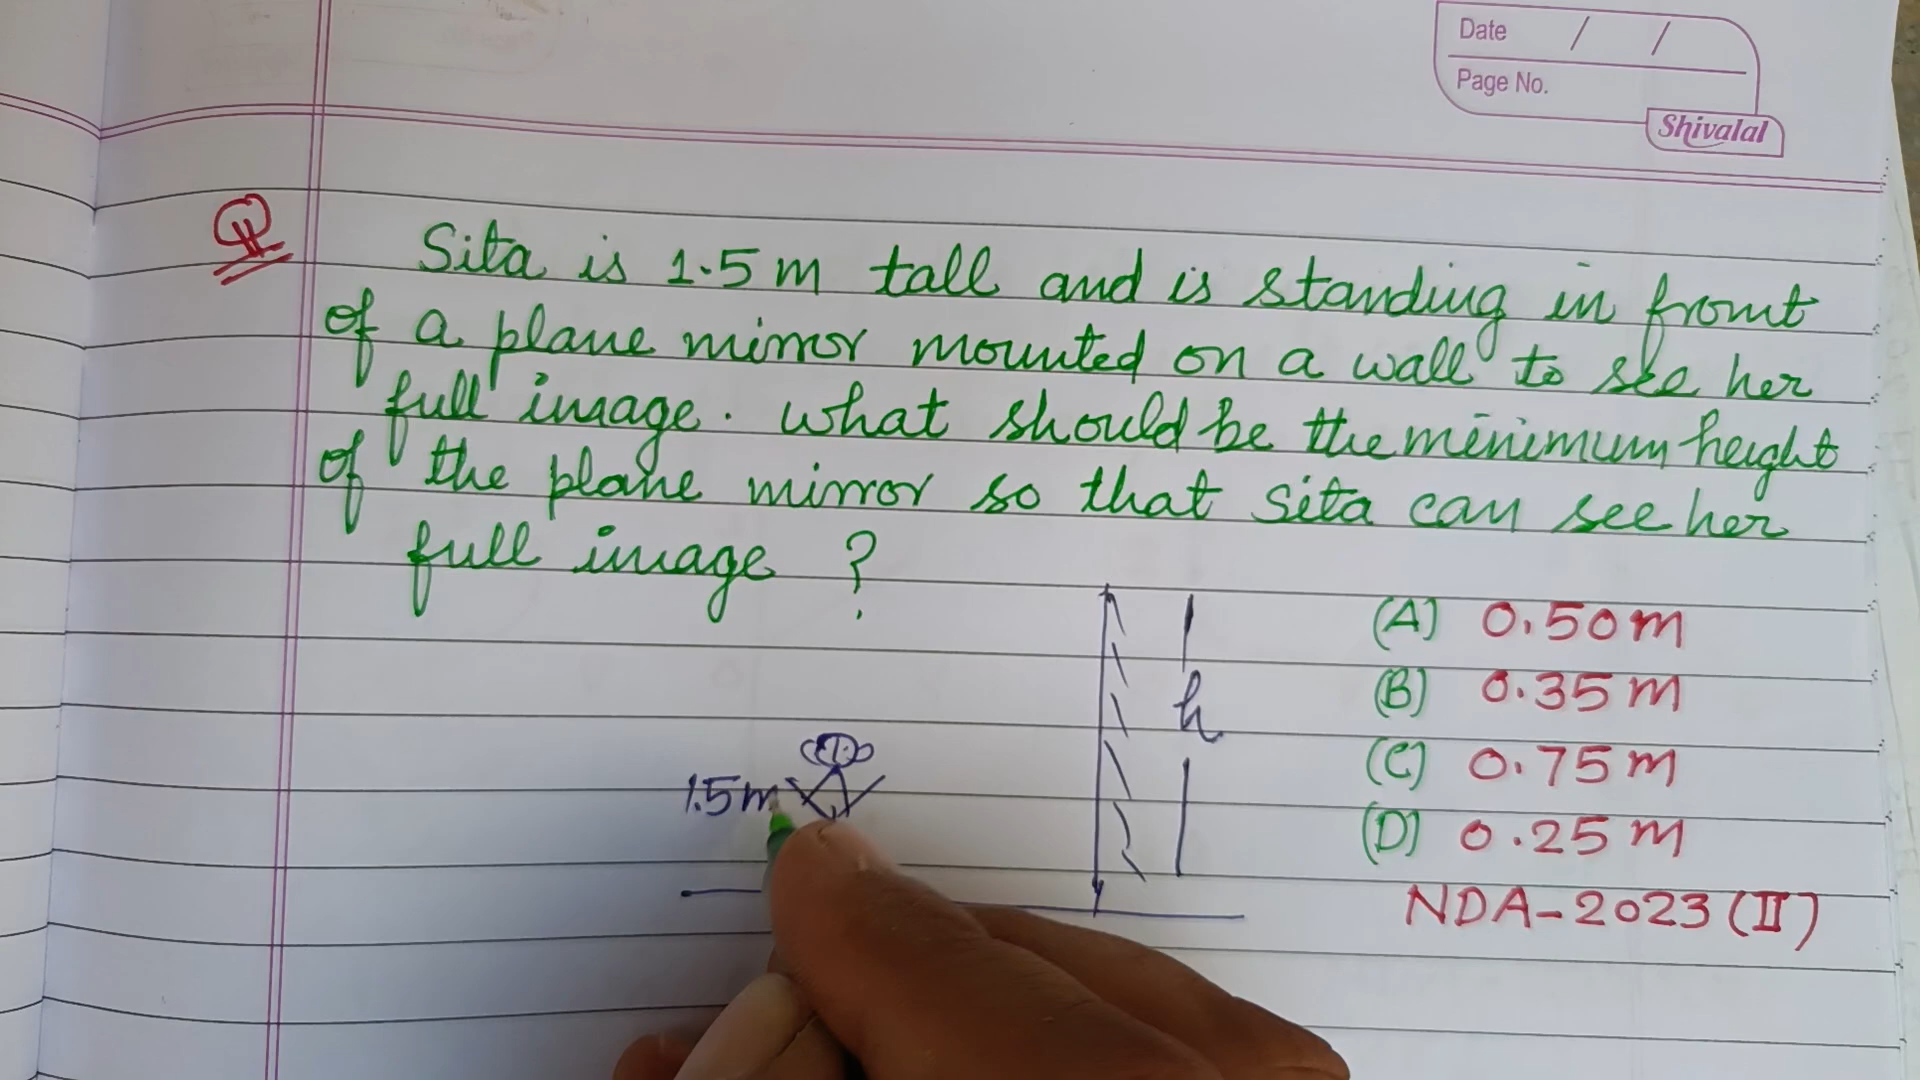 Date / /
Page No.
Shivalal
Q
Sita is 1.5 m tall and is standing in front
of a plane mirror mounted on a wall to see her
full image. what should be the minimum height
of the plane mirror so that Sita can see her
full image ?
(A) 0.50 m
(B) 0.35 m
h
(C) 0.75 m
1.5 m
(D) 0.25 m
NDA-2023 (II)